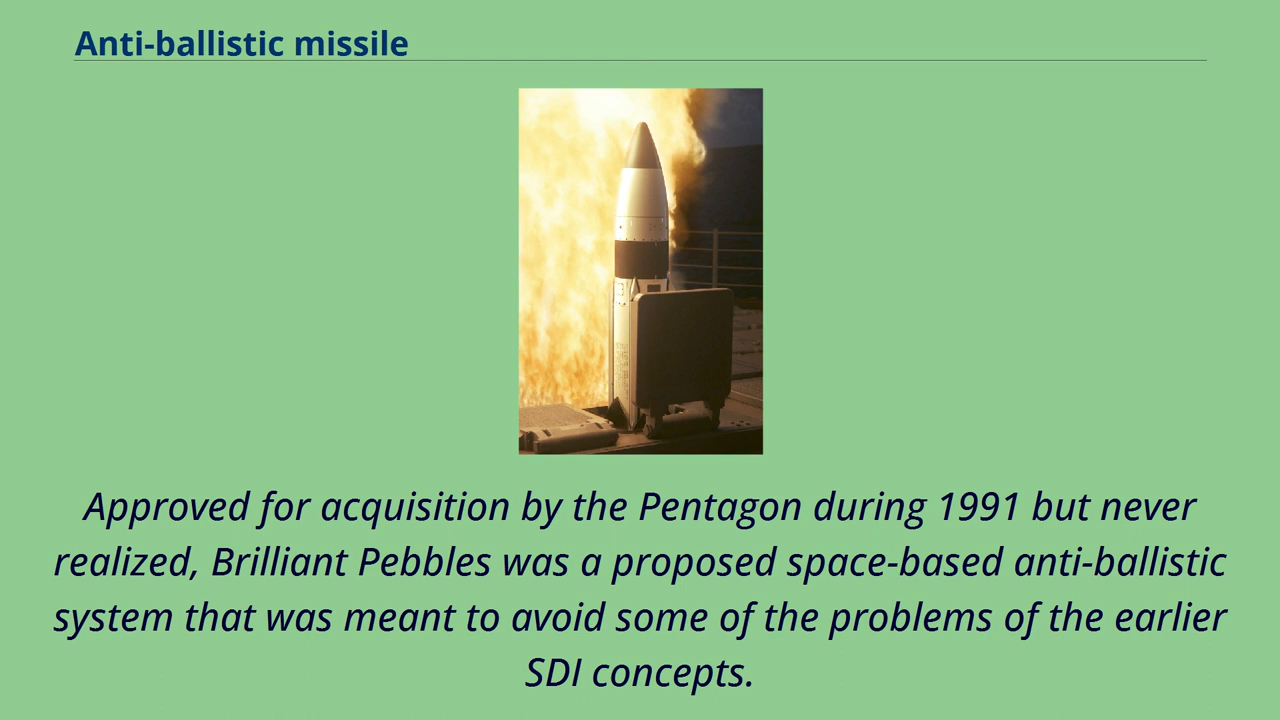 Anti-ballistic missile
Approved for acquisition by the Pentagon during 1991 but never
realized, Brilliant Pebbles was a proposed space-based anti-ballistic
system that was meant to avoid some of the problems of the earlier
SDI concepts.